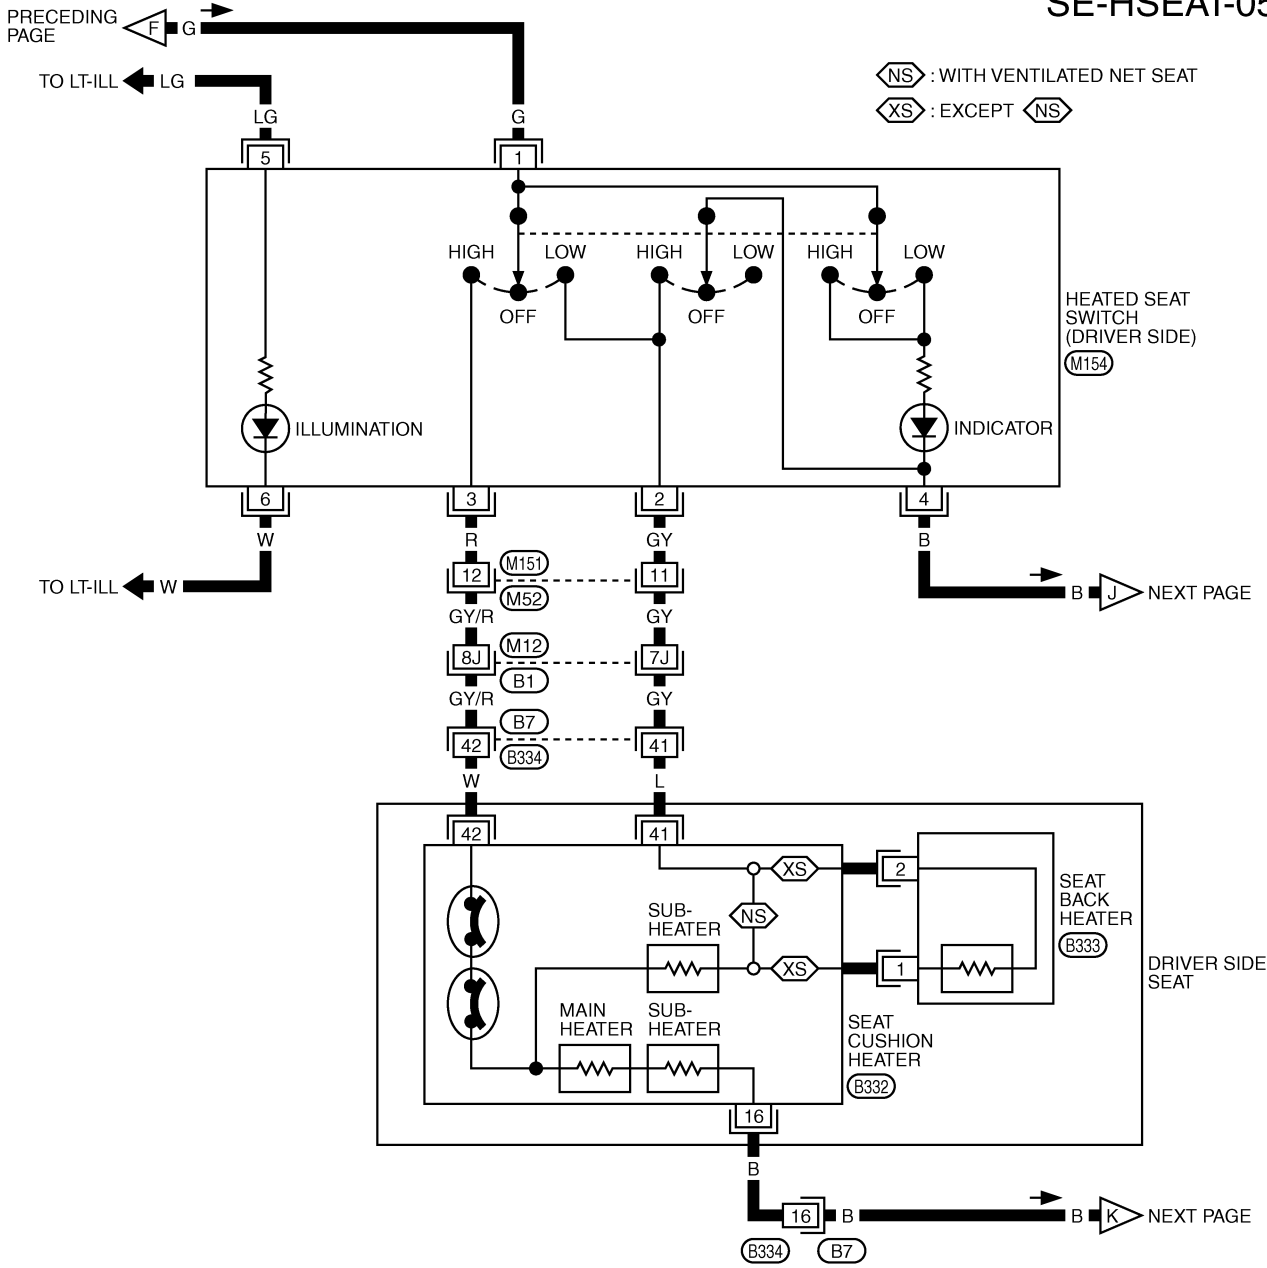 SE-HSEAT-05
PRECEDING
PAGE
F
G
TO LT-ILL
LG
LG
G
NS : WITH VENTILATED NET SEAT
XS : EXCEPT NS
5
1
HIGH
LOW
HIGH
LOW
HIGH
LOW
OFF
OFF
OFF
HEATED SEAT
SWITCH
(DRIVER SIDE)
M154
ILLUMINATION
INDICATOR
6
3
2
4
W
R
GY
B
TO LT-ILL
W
12
M151
M52
11
B
J
NEXT PAGE
GY/R
GY
8J
M12
B1
7J
GY/R
GY
42
B7
B334
41
W
L
42
41
XS
2
NS
SUB-
HEATER
XS
1
SEAT
BACK
HEATER
B333
DRIVER SIDE
SEAT
MAIN
HEATER
SUB-
HEATER
SEAT
CUSHION
HEATER
B332
16
B
16
B
B
K
NEXT PAGE
B334
B7